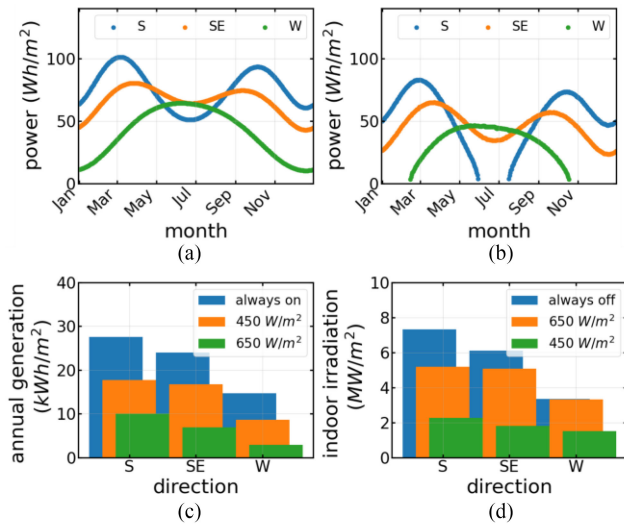 S SE W
100
50
0
power (Wh/m²)
Jan Mar May Jul Sep Nov
month
(a)
S SE W
100
50
0
power (Wh/m²)
Jan Mar May Jul Sep Nov
month
(b)
40
30
20
10
0
annual generation
(kWh/m²)
always on
450 W/m²
650 W/m²
S SE W
direction
(c)
10
8
6
4
2
0
indoor irradiation
(MW/m²)
always off
650 W/m²
450 W/m²
S SE W
direction
(d)